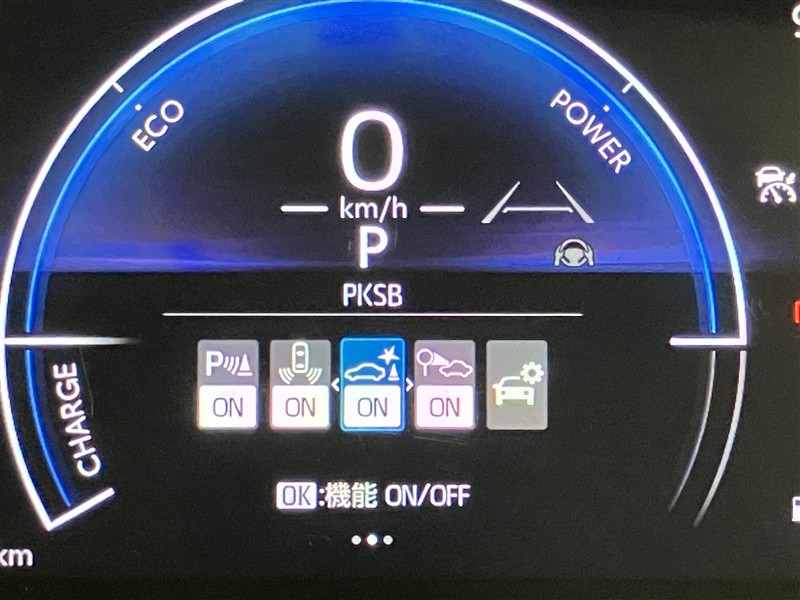 ECO
POWER
0
km/h
P
PKSB
P
ON
ON
ON
ON
CHARGE
OK:機能 ON/OFF
km